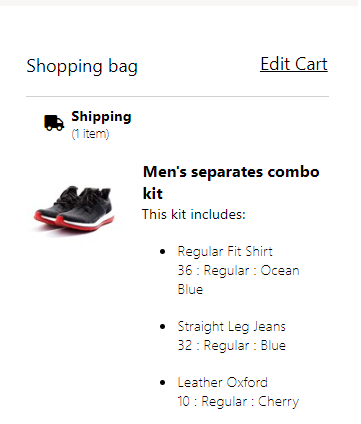 Shopping bag
Edit Cart
Shipping
(1 item)
Men's separates combo
kit
This kit includes:
Regular Fit Shirt
36 : Regular : Ocean
Blue
Straight Leg Jeans
32 : Regular : Blue
Leather Oxford
10 : Regular : Cherry